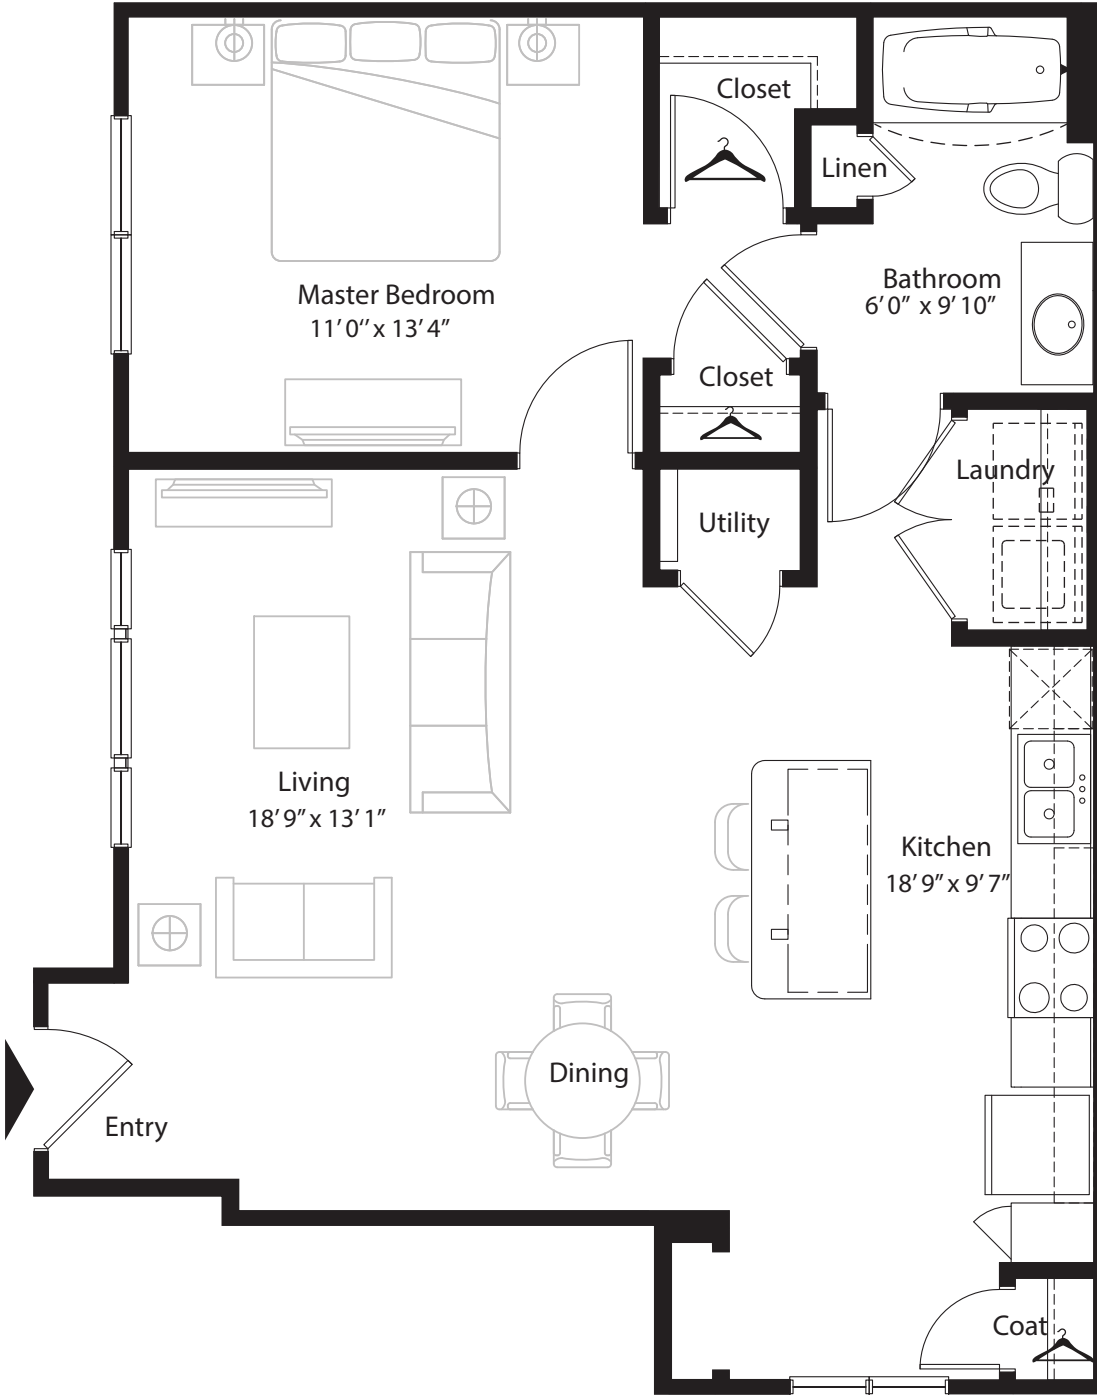 Closet
Linen
Bathroom
6'0" x 9'10"
Master Bedroom
11'0" x 13'4"
Closet
Laundry
Utility
Living
18'9" x 13'1"
Kitchen
18'9" x 9'7"
Dining
Entry
Coat